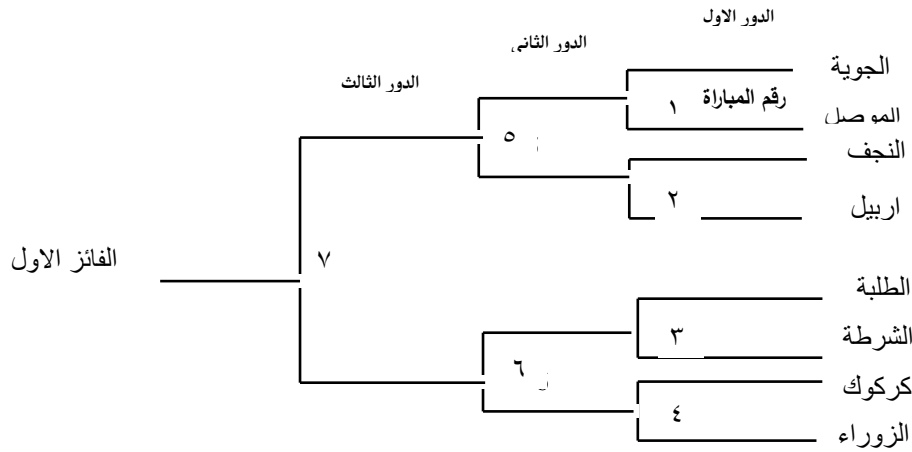 الدور الاول
الدور الثانى
الدور الثالث
الجوية
رقم المباراة ١
الموصل
٥
النجف
٢
اربيل
الفائز الاول
٧
الطلبة
٣
الشرطة
٦
كركوك
٤
الزوراء